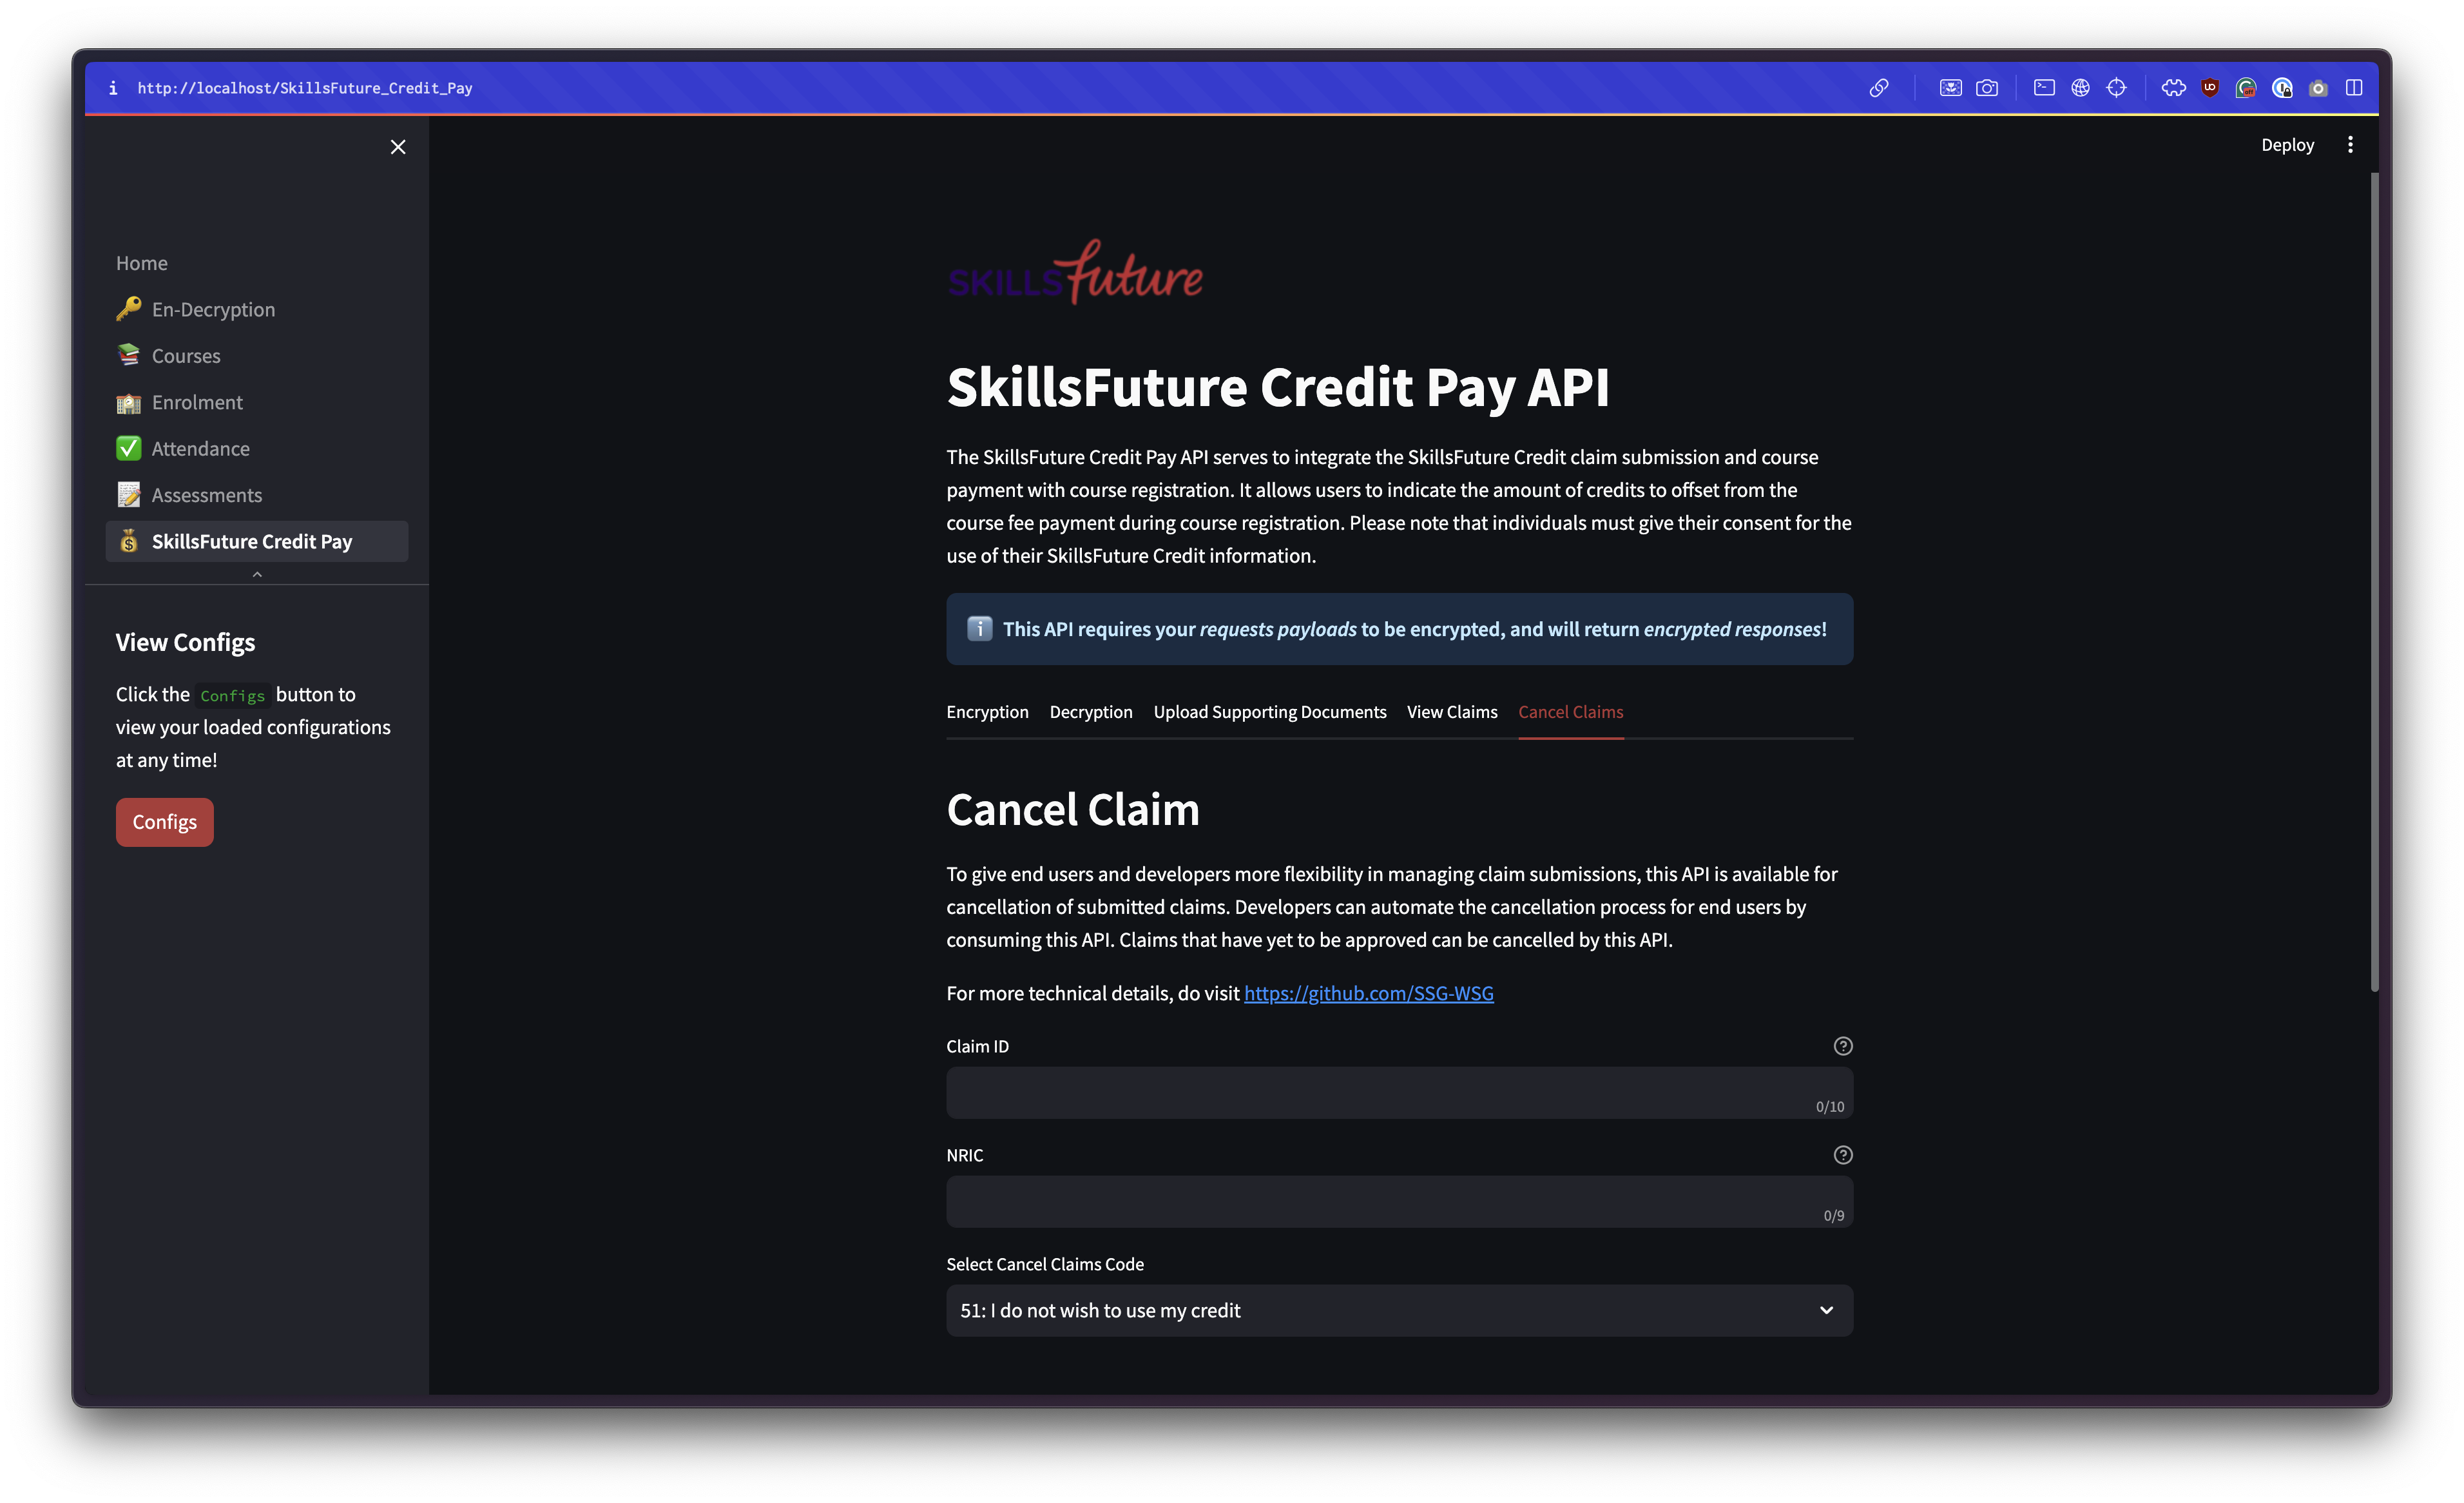 i http://localhost/SkillsFuture_Credit_Pay
Deploy
Home
En-Decryption
Courses
Enrolment
Attendance
Assessments
SkillsFuture Credit Pay
View Configs
Click the Configs button to
view your loaded configurations
at any time!
Configs
SKILLSfuture
SkillsFuture Credit Pay API
The SkillsFuture Credit Pay API serves to integrate the SkillsFuture Credit claim submission and course
payment with course registration. It allows users to indicate the amount of credits to offset from the
course fee payment during course registration. Please note that individuals must give their consent for the
use of their SkillsFuture Credit information.
i This API requires your requests payloads to be encrypted, and will return encrypted responses!
Encryption Decryption Upload Supporting Documents View Claims Cancel Claims
Cancel Claim
To give end users and developers more flexibility in managing claim submissions, this API is available for
cancellation of submitted claims. Developers can automate the cancellation process for end users by
consuming this API. Claims that have yet to be approved can be cancelled by this API.
For more technical details, do visit https://github.com/SSG-WSG
Claim ID
0/10
NRIC
0/9
Select Cancel Claims Code
51: I do not wish to use my credit